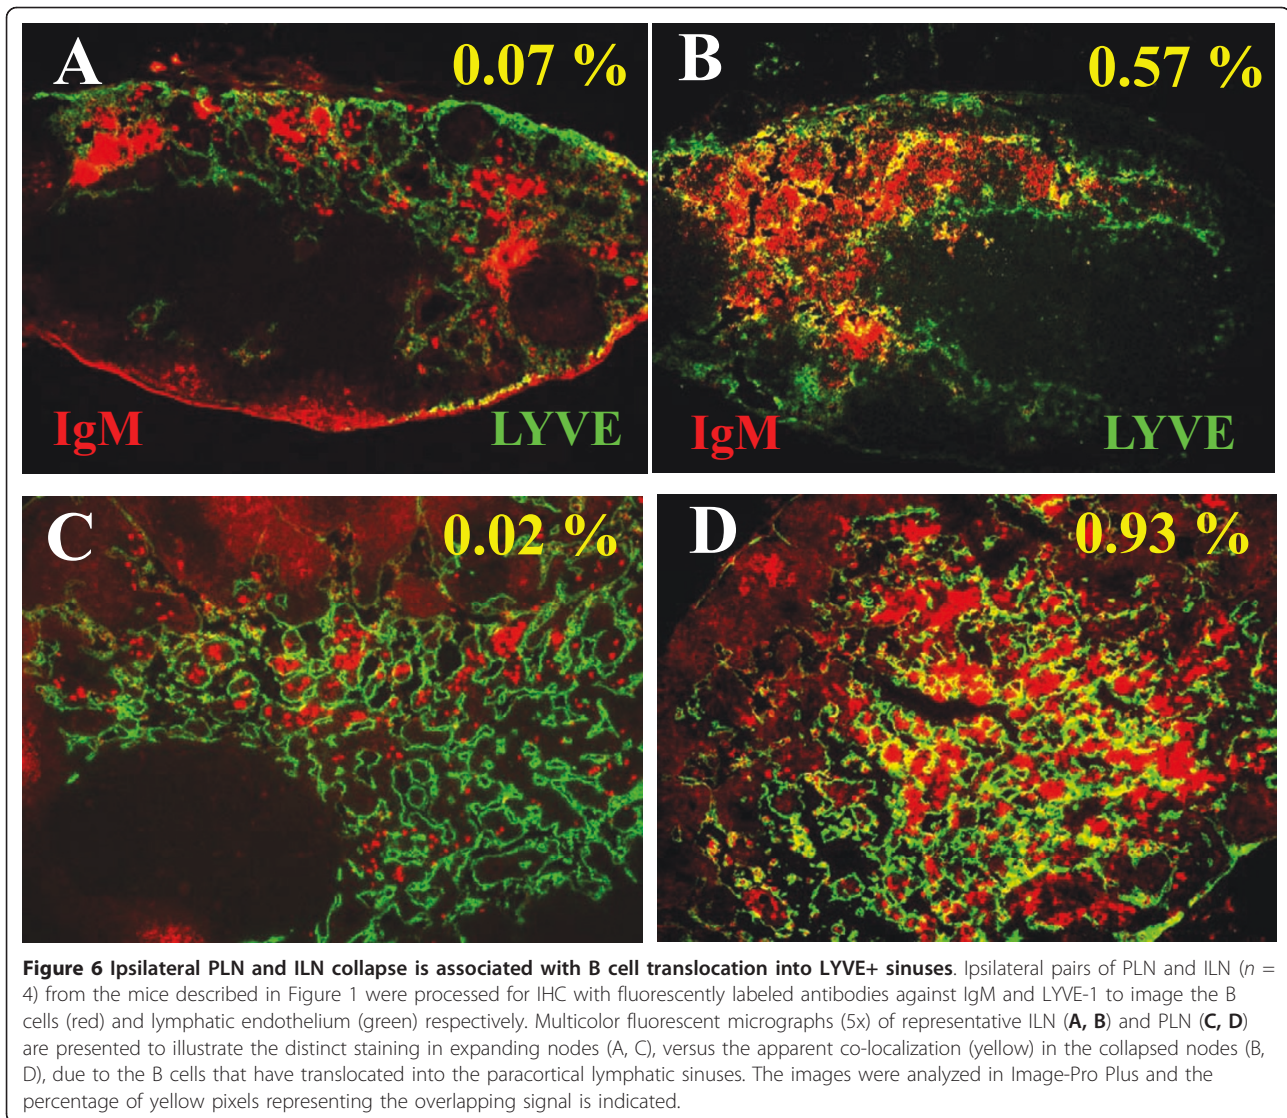 A
0.07 %
IgM
LYVE
B
0.57 %
IgM
LYVE
C
0.02 %
D
0.93 %
Figure 6 Ipsilateral PLN and ILN collapse is associated with B cell translocation into LYVE+ sinuses. Ipsilateral pairs of PLN and ILN (n =
4) from the mice described in Figure 1 were processed for IHC with fluorescently labeled antibodies against IgM and LYVE-1 to image the B
cells (red) and lymphatic endothelium (green) respectively. Multicolor fluorescent micrographs (5x) of representative ILN (A, B) and PLN (C, D)
are presented to illustrate the distinct staining in expanding nodes (A, C), versus the apparent co-localization (yellow) in the collapsed nodes (B,
D), due to the B cells that have translocated into the paracortical lymphatic sinuses. The images were analyzed in Image-Pro Plus and the
percentage of yellow pixels representing the overlapping signal is indicated.